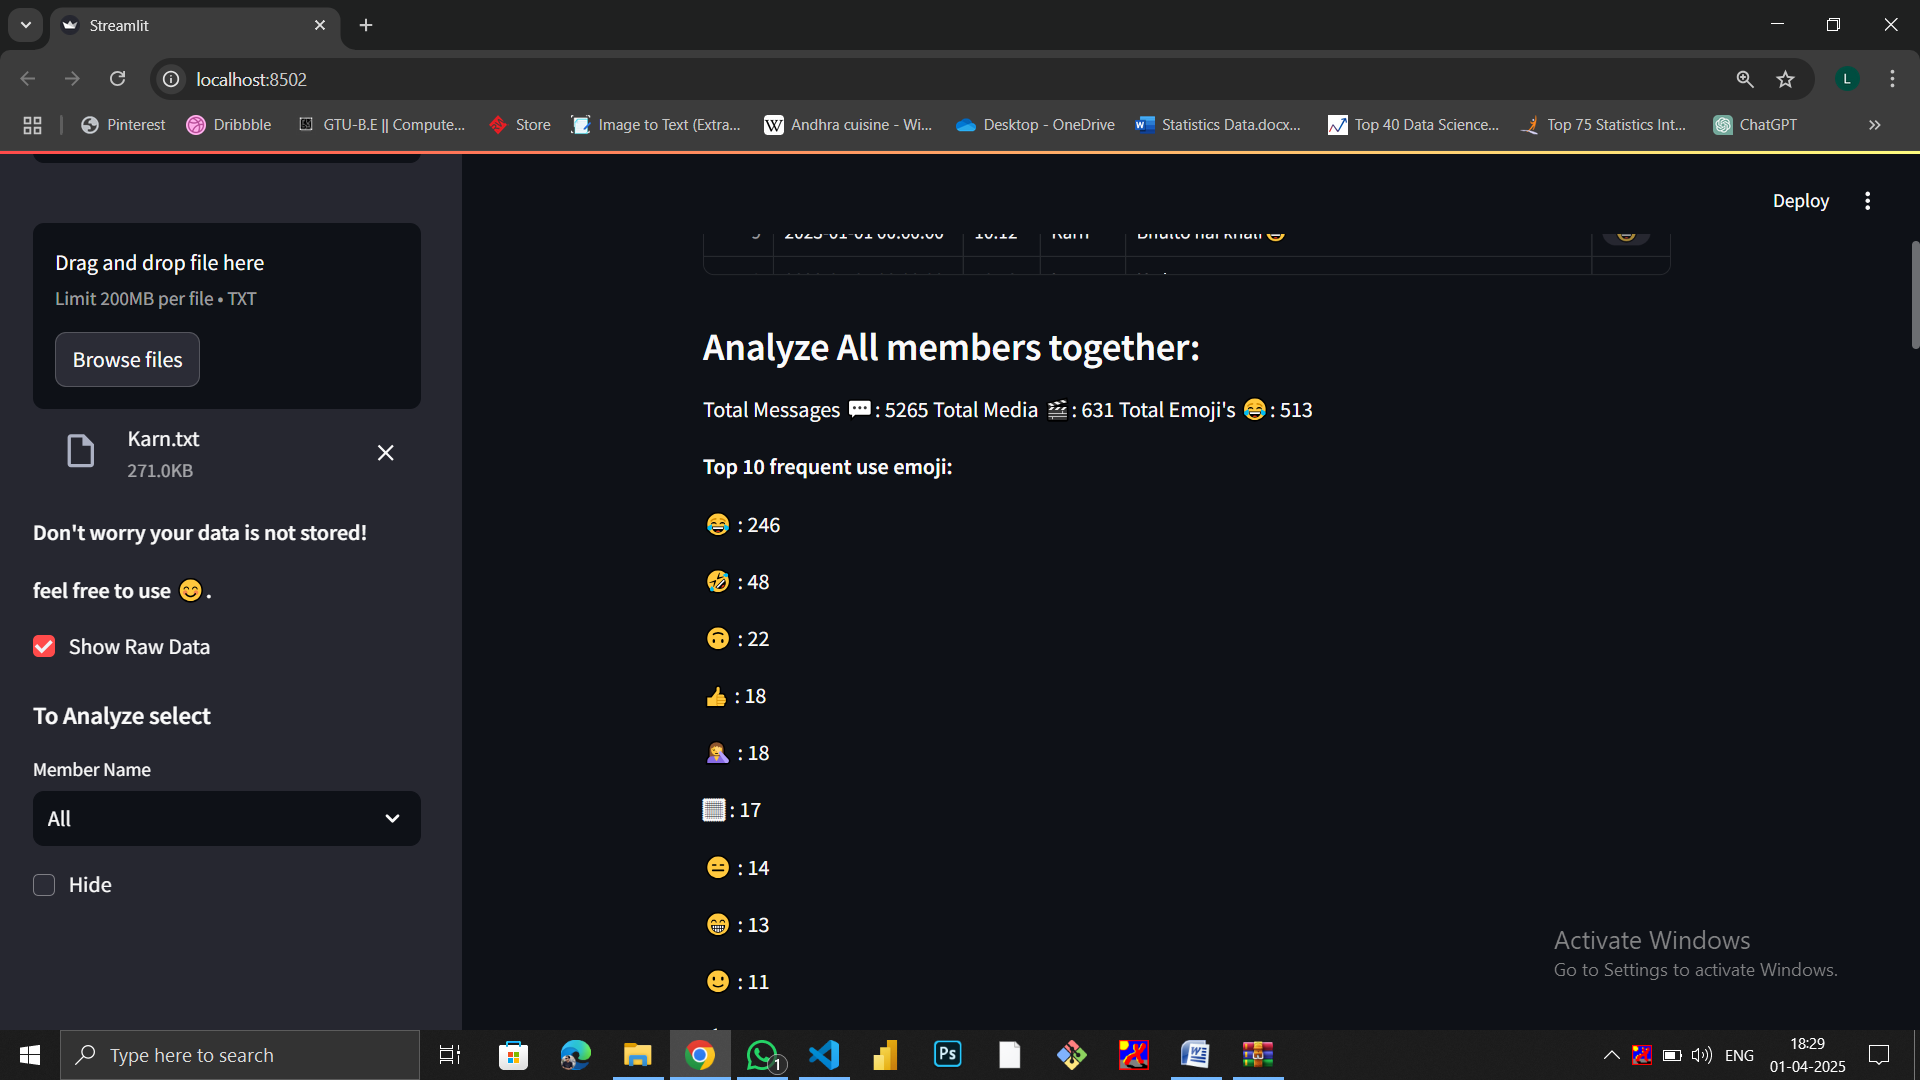 Streamlit
localhost:8502
L
Pinterest
Dribbble
GTU-B.E || Compute...
Store
Image to Text (Extra...
Andhra cuisine - Wi...
Desktop - OneDrive
Statistics Data.docx...
Top 40 Data Science...
Top 75 Statistics Int...
ChatGPT
Deploy
Drag and drop file here
Limit 200MB per file • TXT
Browse files
Karn.txt
271.0KB
Don't worry your data is not stored!
feel free to use 😊 .
Show Raw Data
To Analyze select
Member Name
All
Hide
Analyze All members together:
Total Messages 💬: 5265 Total Media 🎬: 631 Total Emoji's 😂: 513
Top 10 frequent use emoji:
😂 : 246
🤣 : 48
🙃 : 22
👍 : 18
🤦‍♀️ : 18
: 17
😑 : 14
😁 : 13
🙂 : 11
Activate Windows
Go to Settings to activate Windows.
Type here to search
1
Ps
ENG
18:29
01-04-2025